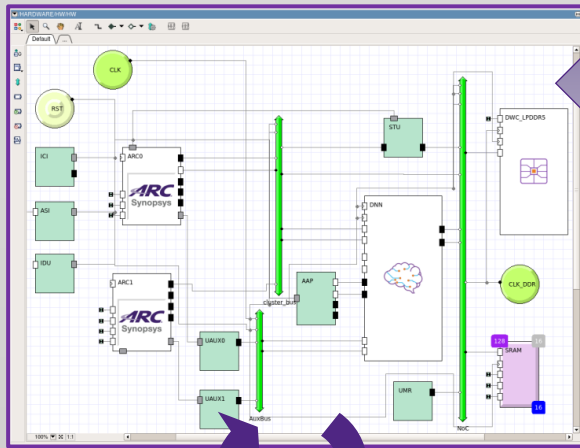 HARDWARE/HW/HW
Default
...
CLK
RST
STU
DWC_LPDDR5
ICI
ARC0
ARC
Synopsys
ASI
DNN
IDU
ARC1
ARC
Synopsys
AAP
CLK_DDR
cluster_bus
UAUX0
128
16
SRAM
16
UAUX1
UMR
AuxBus
NoC
100%
1:1